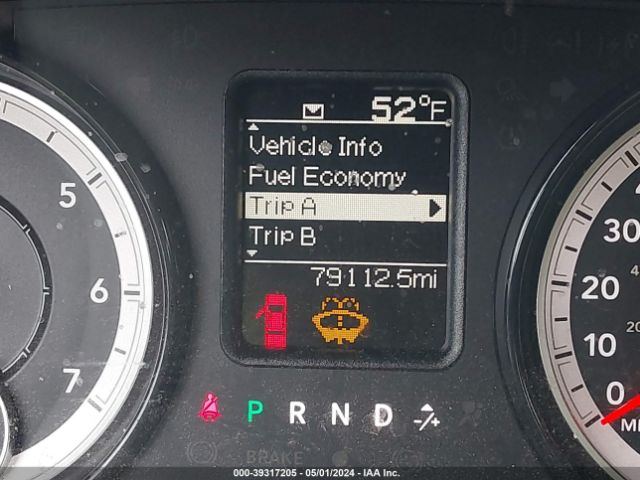 52°F
Vehicle Info
Fuel Economy
Trip A
Trip B
79112.5mi
5
6
7
30
20
10
0
20
P R N D -/+
BRAKE
000-39317205 - 05/01/2024 - IAA Inc.